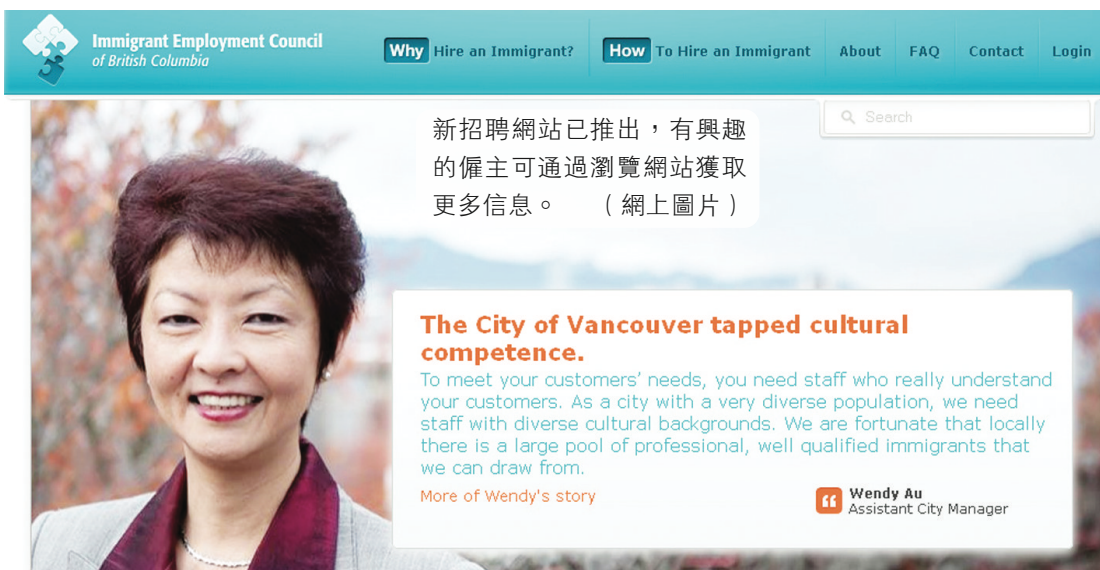 Immigrant Employment Council
of British Columbia
Why Hire an Immigrant?
How To Hire an Immigrant
About
FAQ
Contact
Login
Search
新招聘網站已推出，有興趣
的僱主可通過瀏覽網站獲取
更多信息。 （網上圖片）
The City of Vancouver tapped cultural
competence.
To meet your customers’ needs, you need staff who really understand
your customers. As a city with a very diverse population, we need
staff with diverse cultural backgrounds. We are fortunate that locally
there is a large pool of professional, well qualified immigrants that
we can draw from.
More of Wendy's story
Wendy Au
Assistant City Manager